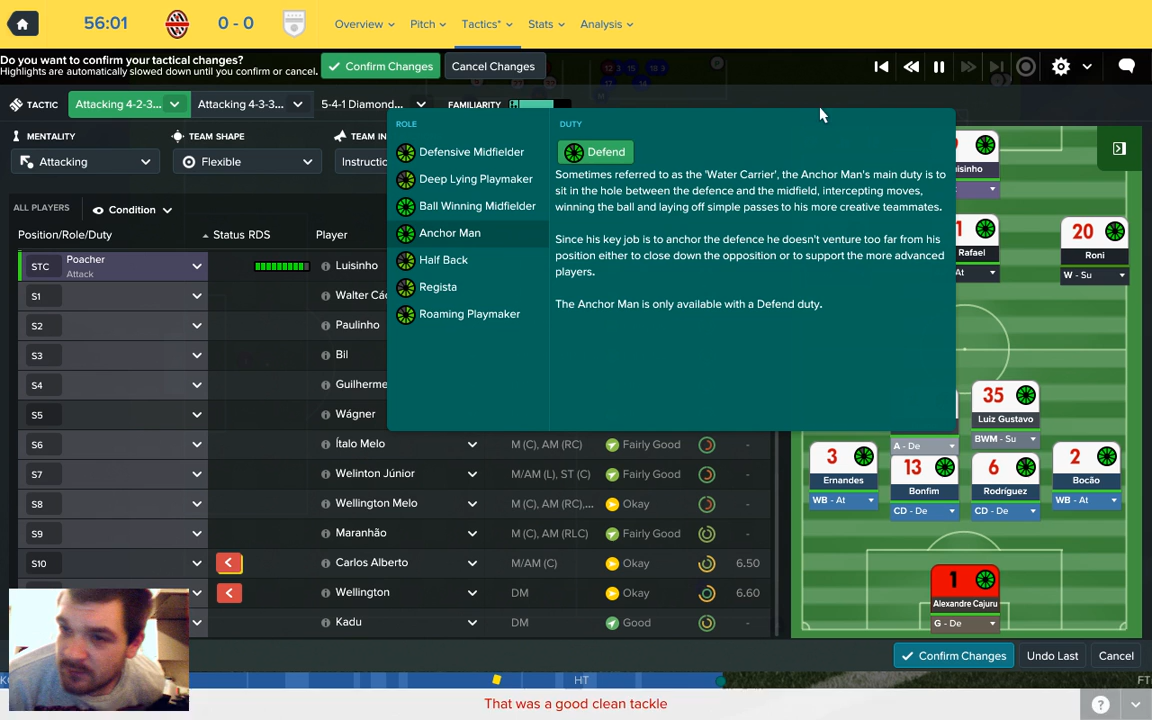 56:01
0 - 0
Overview
Pitch
Tactics*
Stats
Analysis
Do you want to confirm your tactical changes?
Highlights are automatically slowed down until you confirm or cancel.
Confirm Changes
Cancel Changes
TACTIC
Attacking 4-2-3...
Attacking 4-3-3...
5-4-1 Diamond...
FAMILIARITY
MENTALITY
TEAM SHAPE
TEAM IN
Attacking
Flexible
Instruct
ROLE
DUTY
Defensive Midfielder
Deep Lying Playmaker
Ball Winning Midfielder
Anchor Man
Half Back
Regista
Roaming Playmaker
Defend
Sometimes referred to as the 'Water Carrier', the Anchor Man's main duty is to
sit in the hole between the defence and the midfield, intercepting moves,
winning the ball and laying off simple passes to his more creative teammates.
Since his key job is to anchor the defence he doesn't venture too far from his
position either to close down the opposition or to support the more advanced
players.
The Anchor Man is only available with a Defend duty.
ALL PLAYERS
Condition
Position/Role/Duty
Status RDS
Player
STC
Poacher
Attack
Luisinho
S1
Walter Các
S2
Paulinho
S3
Bil
S4
Guilherme
S5
Wágner
S6
Ítalo Melo
M (C), AM (RC)
Fairly Good
-
S7
Welinton Júnior
M/AM (L), ST (C)
Fairly Good
-
S8
Wellington Melo
M (C), AM (RC),...
Okay
-
S9
Maranhão
M (C), AM (RLC)
Fairly Good
-
S10
Carlos Alberto
M/AM (C)
Okay
6.50
Wellington
DM
Okay
6.60
Kadu
DM
Good
-
isinho
1
Rafael
At
20
Roni
W - Su
A - De
35
Luiz Gustavo
BWM - Su
3
Ernandes
WB - At
13
Bonfim
CD - De
6
Rodríguez
CD - De
2
Bocão
WB - At
1
Alexandre Cajuru
G - De
Confirm Changes
Undo Last
Cancel
HT
FT
That was a good clean tackle
?